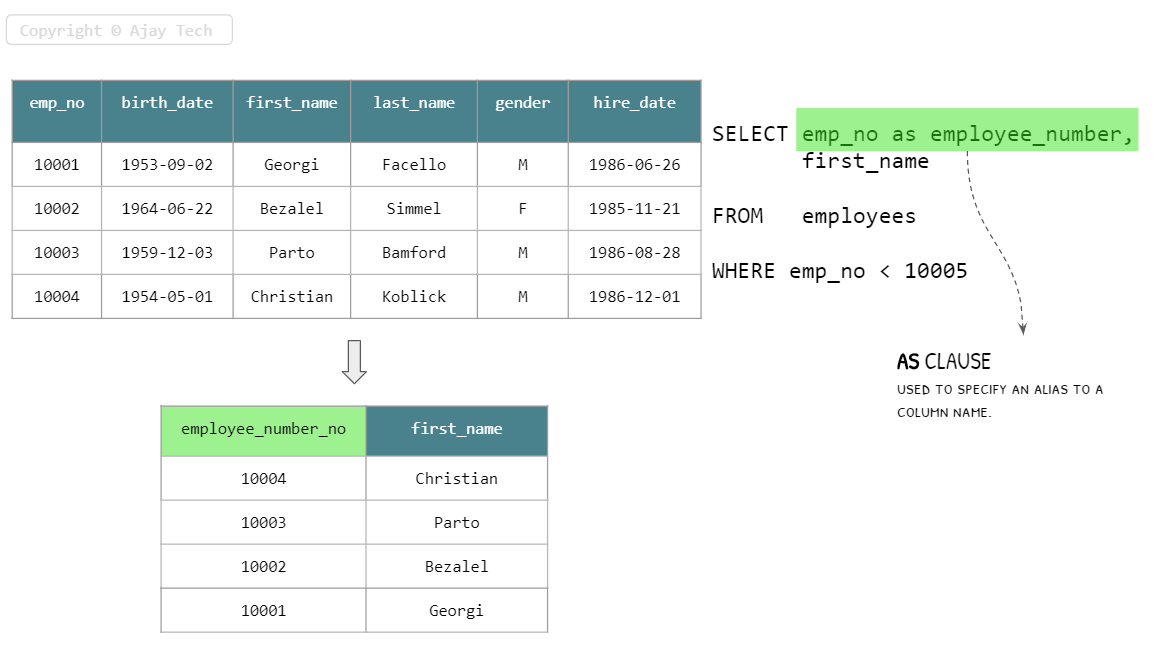 Copyright © Ajay Tech
emp_no birth_date first_name last_name gender hire_date
10001 1953-09-02 Georgi Facello M 1986-06-26
10002 1964-06-22 Bezalel Simmel F 1985-11-21
10003 1959-12-03 Parto Bamford M 1986-08-28
10004 1954-05-01 Christian Koblick M 1986-12-01
SELECT emp_no as employee_number,
first_name
FROM employees
WHERE emp_no < 10005
AS CLAUSE
USED TO SPECIFY AN ALIAS TO A
COLUMN NAME.
employee_number_no first_name
10004 Christian
10003 Parto
10002 Bezalel
10001 Georgi